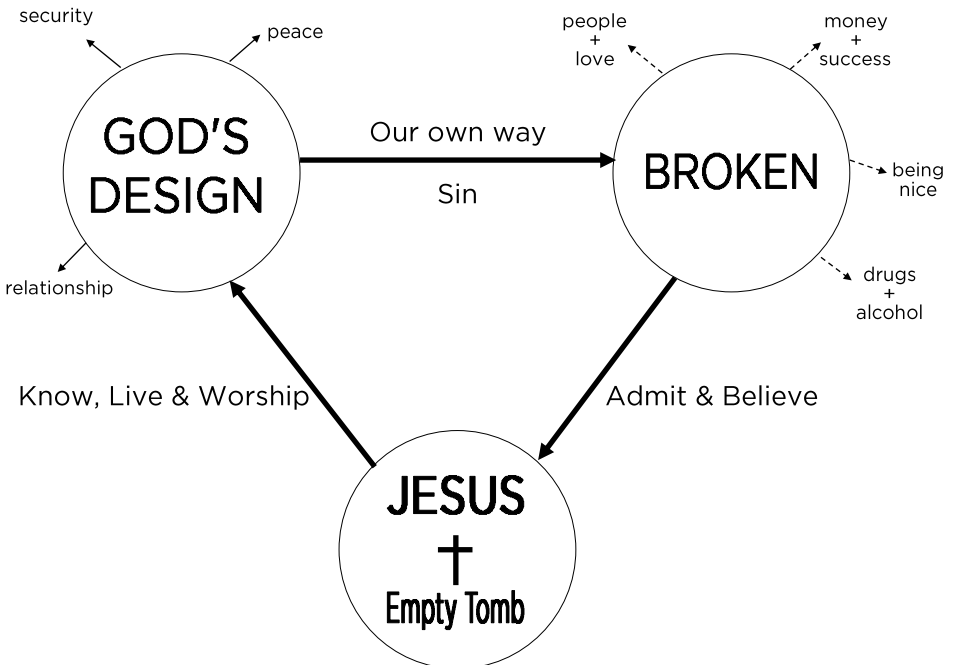 security
peace
GOD'S
DESIGN
relationship
Our own way
Sin
people
+
love
money
+
success
BROKEN
being
nice
drugs
+
alcohol
Know, Live & Worship
Admit & Believe
JESUS
Empty Tomb